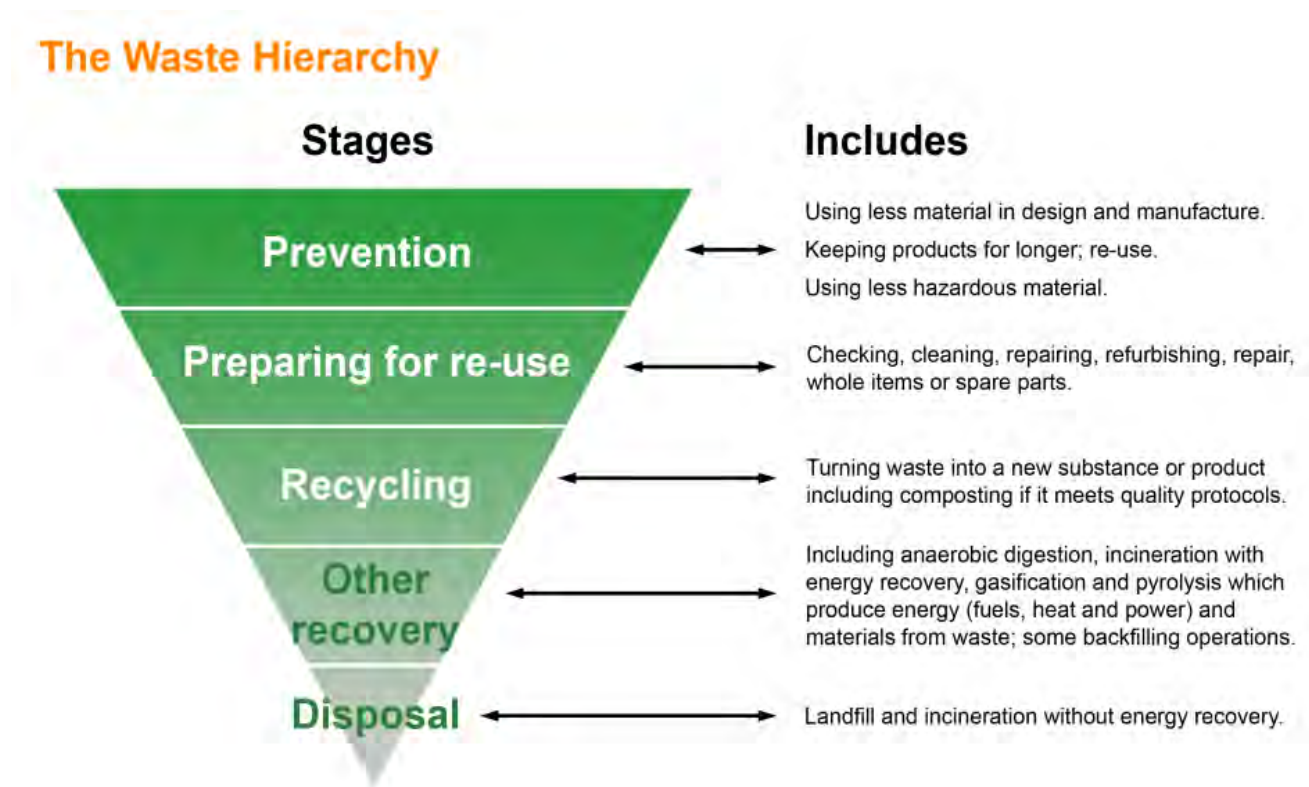 The Waste Hierarchy
Stages
Includes
Prevention
Using less material in design and manufacture.
Keeping products for longer; re-use.
Using less hazardous material.
Preparing for re-use
Checking, cleaning, repairing, refurbishing, repair,
whole items or spare parts.
Recycling
Turning waste into a new substance or product
including composting if it meets quality protocols.
Other
recovery
Including anaerobic digestion, incineration with
energy recovery, gasification and pyrolysis which
produce energy (fuels, heat and power) and
materials from waste; some backfilling operations.
Disposal
Landfill and incineration without energy recovery.